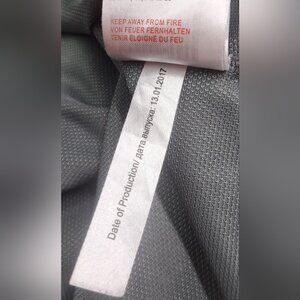 KEEP AWAY FROM FIRE
VON FEUER FERNHALTEN
TENIR ÉLOIGNÉ DU FEU
Date of Production/ дата выпуска: 13.01.2017